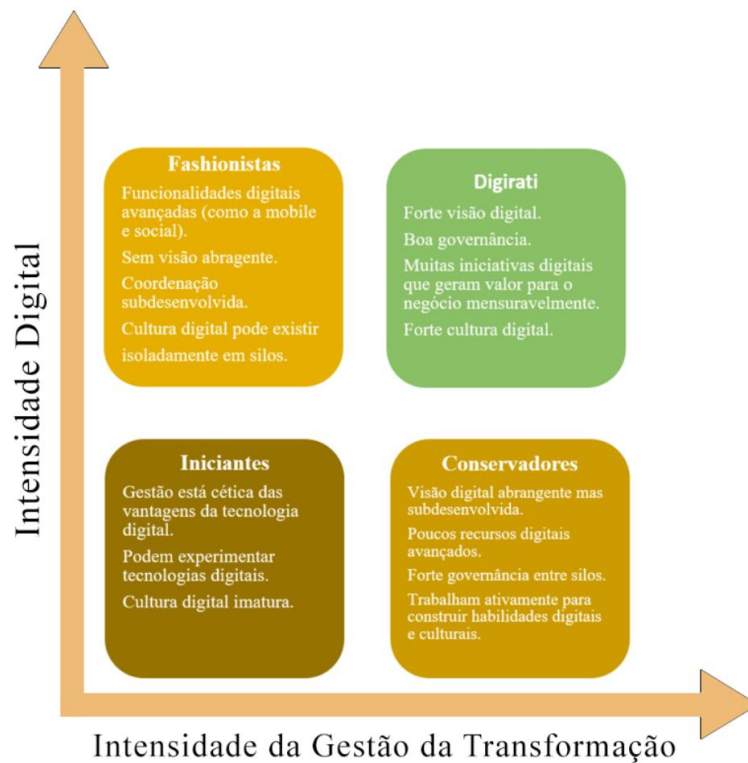 Intensidade Digital
Fashionistas
Funcionalidades digitais
avançadas (como a mobile
e social).
Sem visão abragente.
Coordenação
subdesenvolvida.
Cultura digital pode existir
isoladamente em silos.
Digirati
Forte visão digital.
Boa governância.
Muitas iniciativas digitais
que geram valor para o
negócio mensuravelmente.
Forte cultura digital.
Iniciantes
Gestão está cética das
vantagens da tecnologia
digital.
Podem experimentar
tecnologias digitais.
Cultura digital imatura.
Conservadores
Visão digital abrangente mas
subdesenvolvida.
Poucos recursos digitais
avançados.
Forte governância entre silos.
Trabalham ativamente para
construir habilidades digitais
e culturais.
Intensidade da Gestão da Transformação